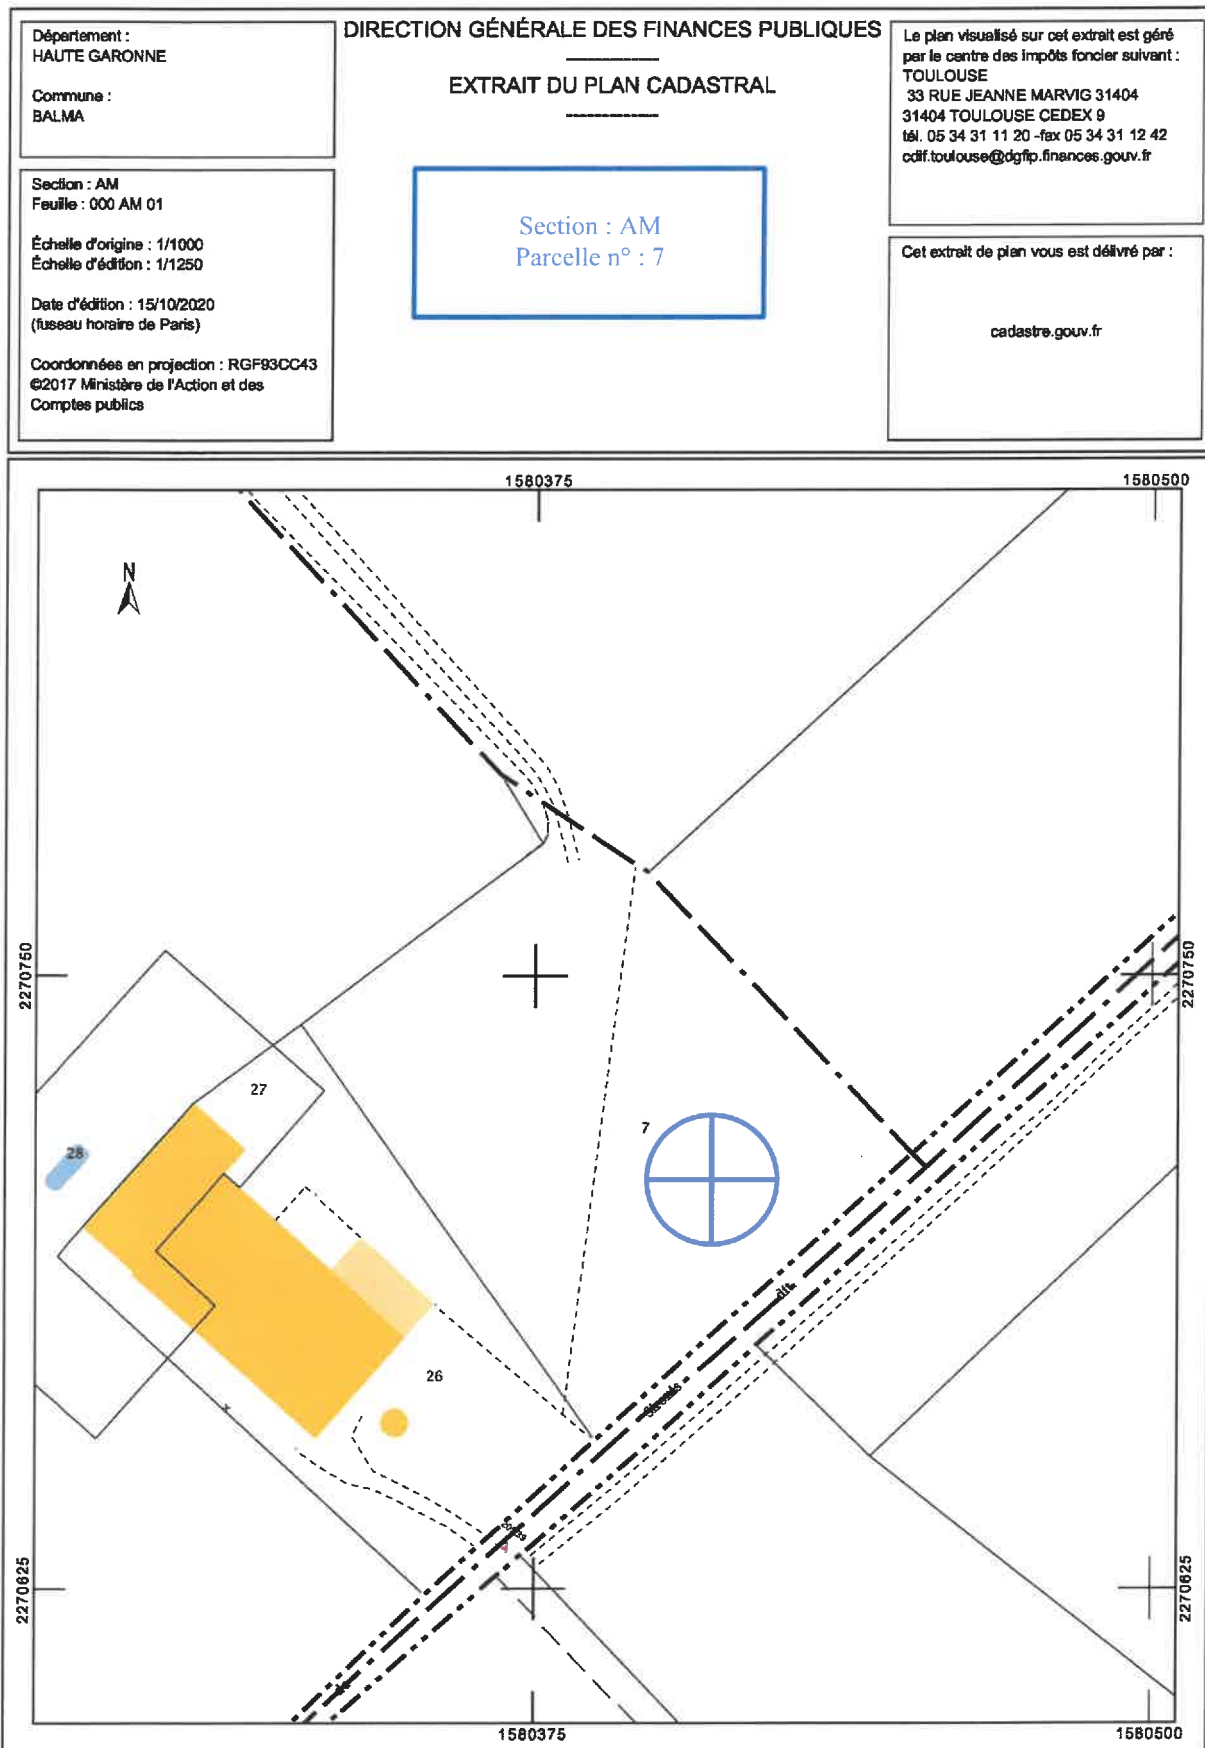 Département :
HAUTE GARONNE
Commune :
BALMA
Section : AM
Feuille : 000 AM 01
Échelle d'origine : 1/1000
Échelle d'édition : 1/1250
Date d'édition : 15/10/2020
(fuseau horaire de Paris)
Coordonnées en projection : RGF93CC43
©2017 Ministère de l'Action et des
Comptes publics
DIRECTION GÉNÉRALE DES FINANCES PUBLIQUES
EXTRAIT DU PLAN CADASTRAL
Section : AM
Parcelle n° : 7
Le plan visualisé sur cet extrait est géré
par le centre des impôts foncier suivant :
TOULOUSE
33 RUE JEANNE MARVIG 31404
31404 TOULOUSE CEDEX 9
tél. 05 34 31 11 20 -fax 05 34 31 12 42
cdif.toulouse@dgfip.finances.gouv.fr
Cet extrait de plan vous est délivré par :
cadastre.gouv.fr
1580375
1580500
N
2270750
2270750
27
7
28
dit
26
2270625
2270625
1580375
1580500